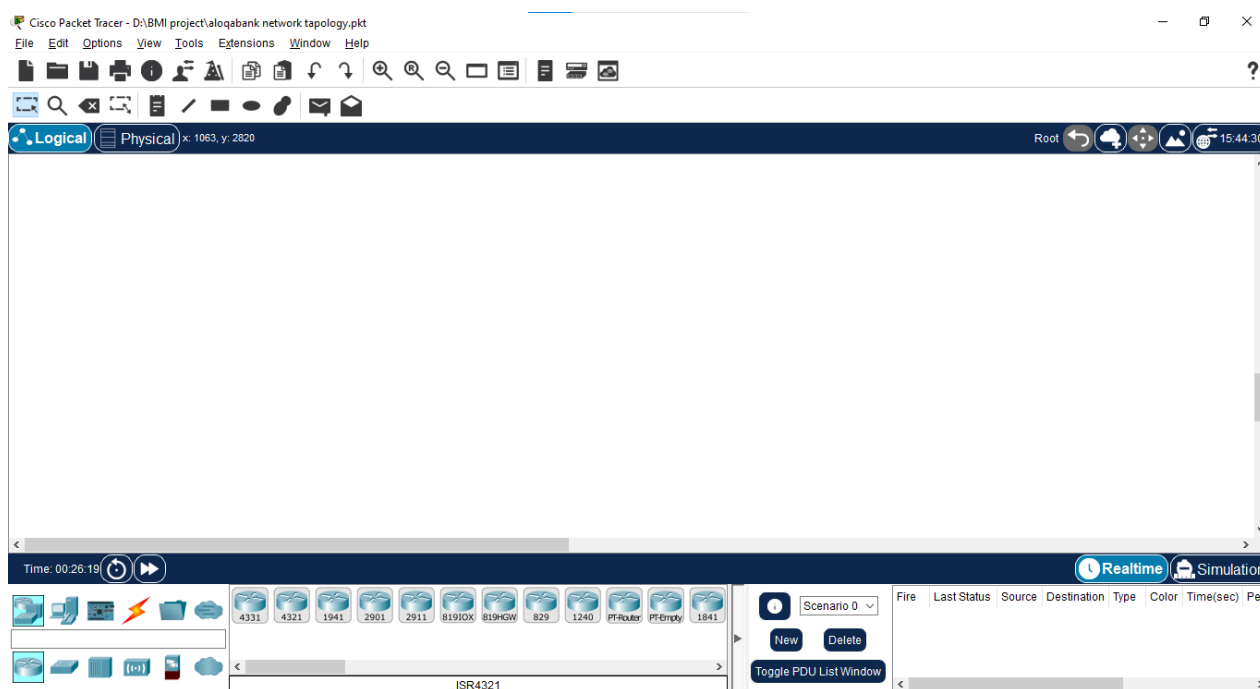 Cisco Packet Tracer - D:\BMI project\aloqabank network tapology.pkt
File Edit Options View Tools Extensions Window Help
?
Logical Physical x: 1063, y: 2820 Root 15:44:30
Time: 00:26:19 Realtime Simulation
4331 4321 1941 2901 2911 819IOX 819HGW 829 1240 PT-Router PT-Empty 1841
Scenario 0
Fire Last Status Source Destination Type Color Time(sec) Pe
New Delete
Toggle PDU List Window
ISR4321